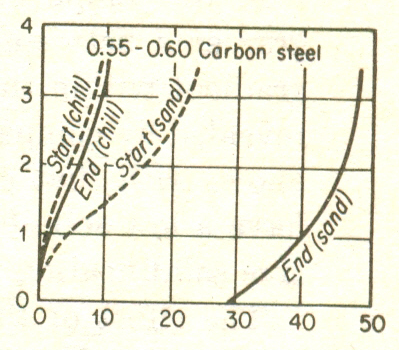 4
0.55-0.60 Carbon steel
3
Start (chill)
End (chill)
Start (sand)
2
1
End (sand)
0
0 10 20 30 40 50